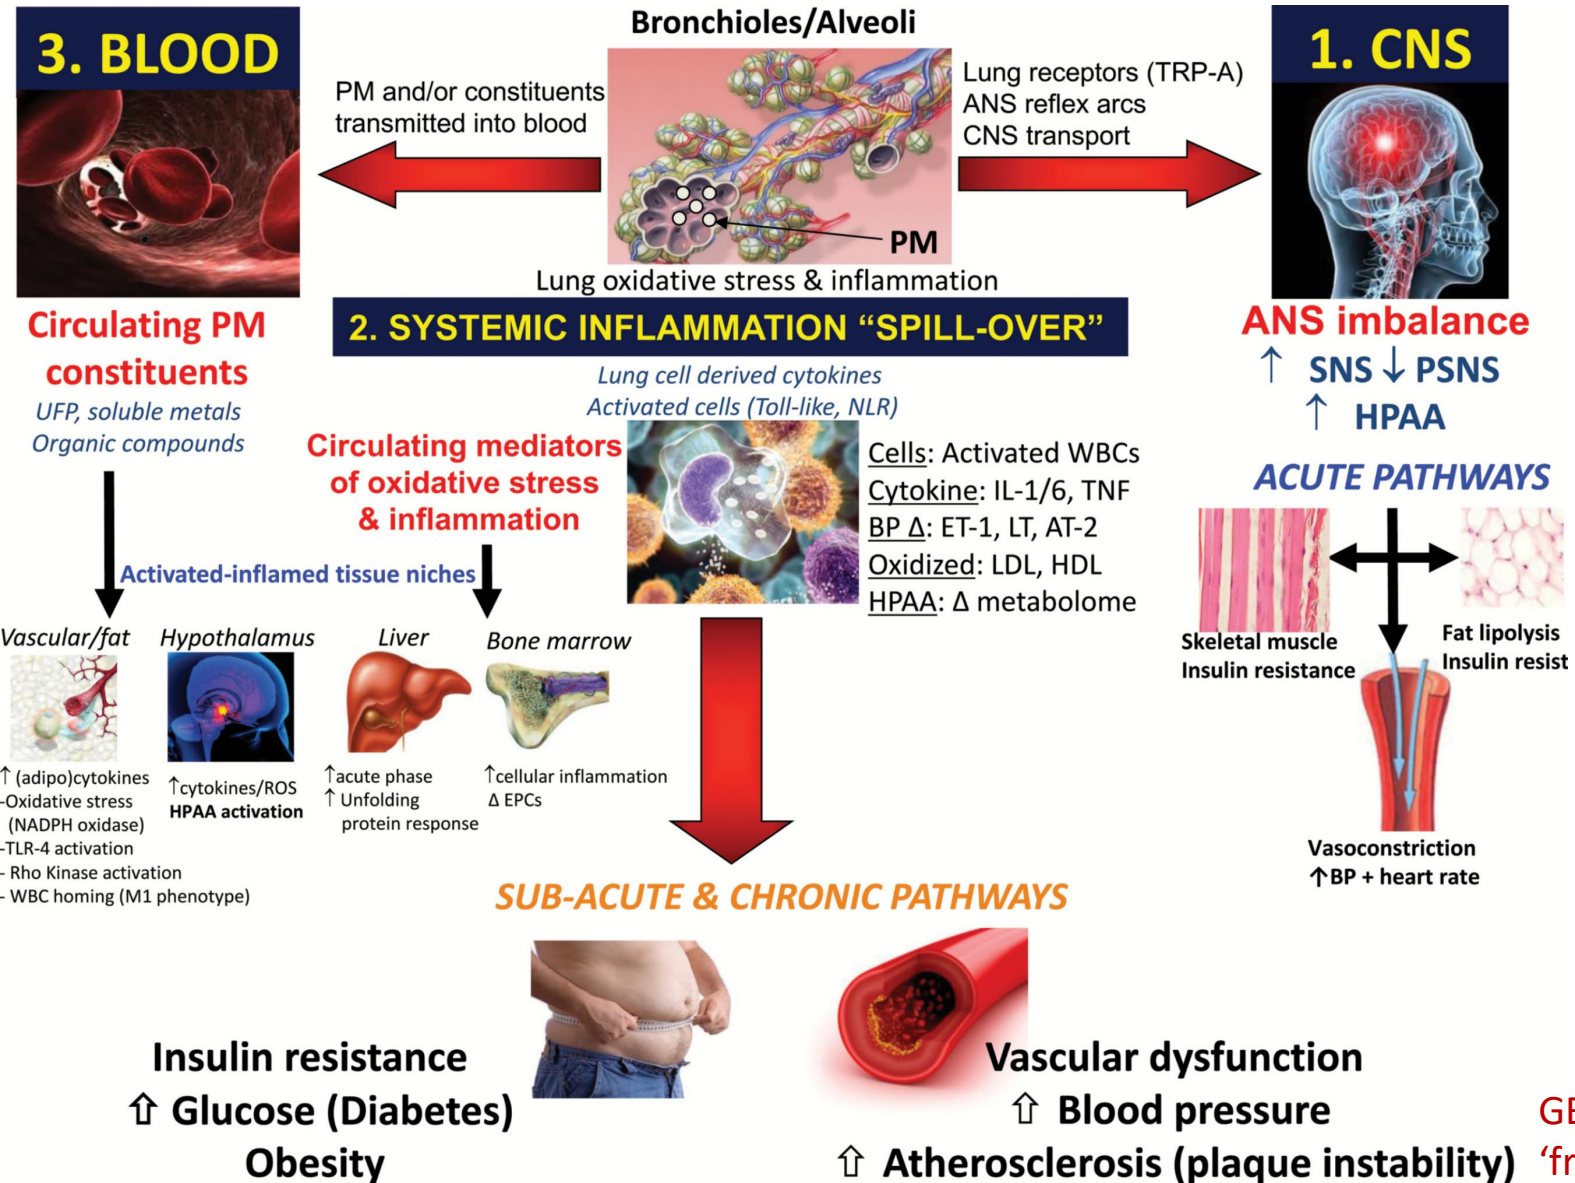 3. BLOOD
Bronchioles/Alveoli
1. CNS
PM and/or constituents
transmitted into blood
Lung receptors (TRP-A)
ANS reflex arcs
CNS transport
PM
Lung oxidative stress & inflammation
2. SYSTEMIC INFLAMMATION “SPILL-OVER”
Circulating PM
constituents
UFP, soluble metals
Organic compounds
Lung cell derived cytokines
Activated cells (Toll-like, NLR)
Circulating mediators
of oxidative stress
& inflammation
Cells: Activated WBCs
Cytokine: IL-1/6, TNF
BP Δ: ET-1, LT, AT-2
Oxidized: LDL, HDL
HPAA: Δ metabolome
ANS imbalance
↑ SNS ↓ PSNS
↑ HPAA
ACUTE PATHWAYS
Skeletal muscle
Insulin resistance
Fat lipolysis
Insulin resist
Vasoconstriction
↑BP + heart rate
Activated-inflamed tissue niches
Vascular/fat
↑ (adipo)cytokines
-Oxidative stress
(NADPH oxidase)
-TLR-4 activation
- Rho Kinase activation
- WBC homing (M1 phenotype)
Hypothalamus
↑cytokines/ROS
HPAA activation
Liver
↑acute phase
↑ Unfolding
protein response
Bone marrow
↑cellular inflammation
Δ EPCs
SUB-ACUTE & CHRONIC PATHWAYS
Insulin resistance
⇧ Glucose (Diabetes)
Obesity
Vascular dysfunction
⇧ Blood pressure
⇧ Atherosclerosis (plaque instability)